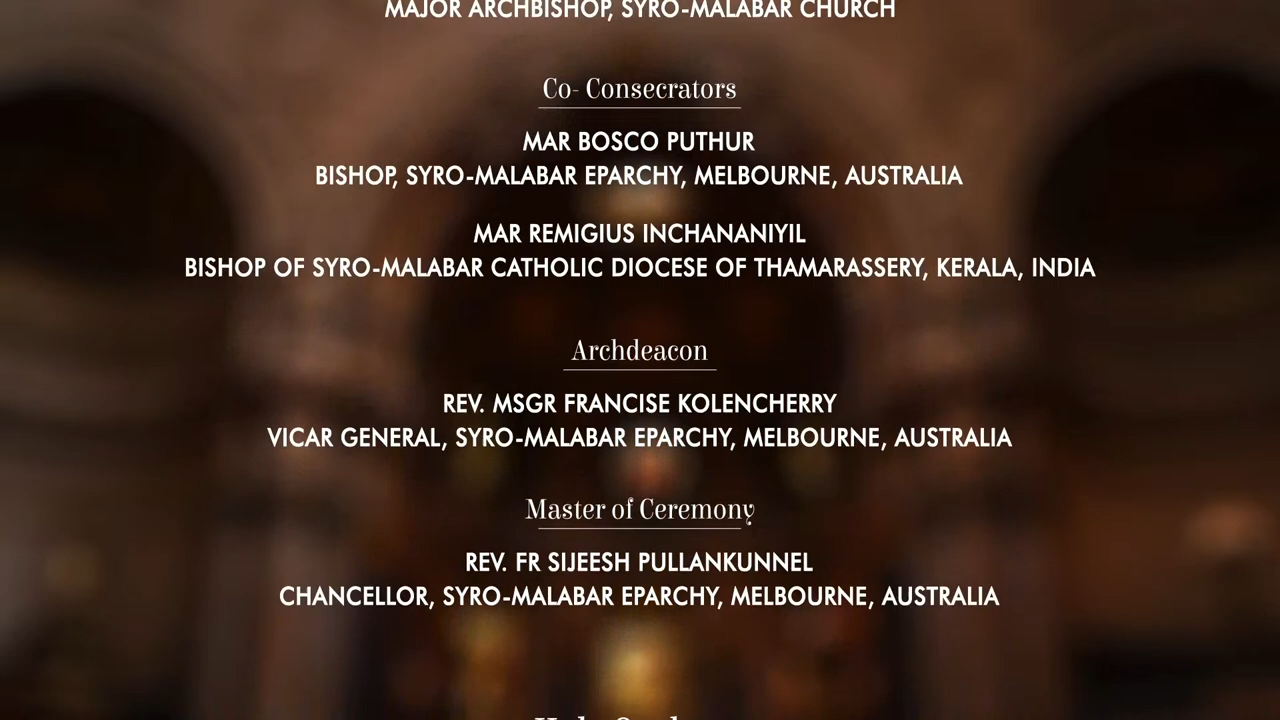 MAJOR ARCHBISHOP, SYRO-MALABAR CHURCH
Co- Consecrators
MAR BOSCO PUTHUR
BISHOP, SYRO-MALABAR EPARCHY, MELBOURNE, AUSTRALIA
MAR REMIGIUS INCHANANIYIL
BISHOP OF SYRO-MALABAR CATHOLIC DIOCESE OF THAMARASSERY, KERALA, INDIA
Archdeacon
REV. MSGR FRANCISE KOLENCHERRY
VICAR GENERAL, SYRO-MALABAR EPARCHY, MELBOURNE, AUSTRALIA
Master of Ceremony
REV. FR SIJEESH PULLANKUNNEL
CHANCELLOR, SYRO-MALABAR EPARCHY, MELBOURNE, AUSTRALIA